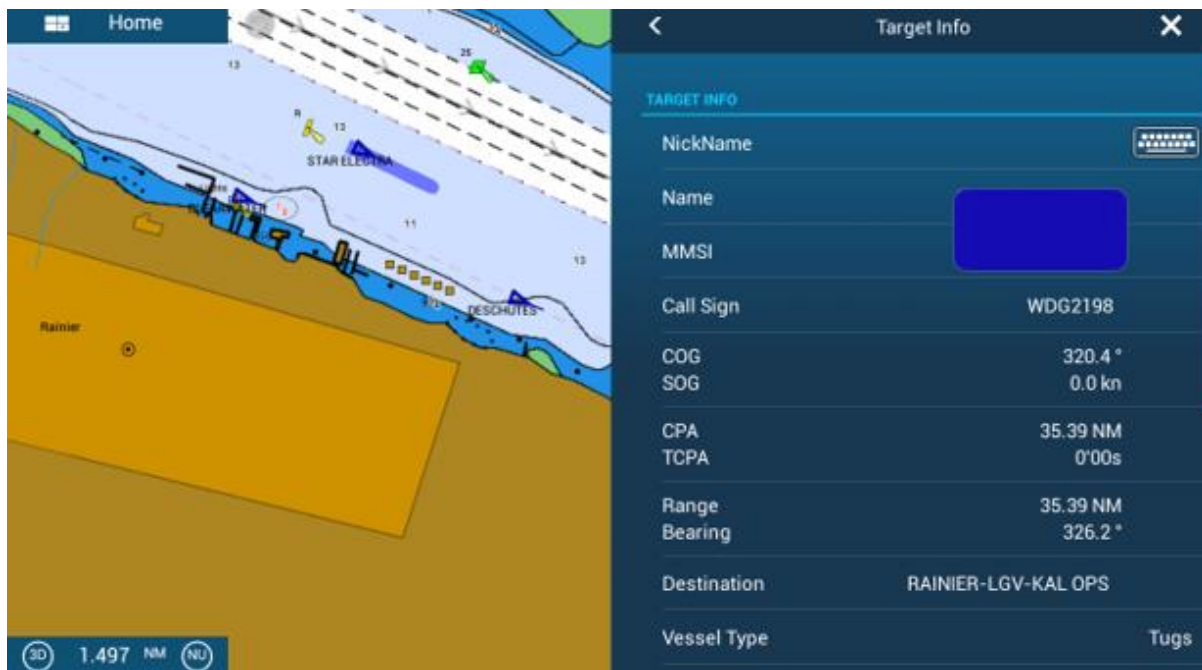 Home
25
13
R
13
STAR ELECTRA
11
13
DESCHUTES
Rainier
3D 1.497 NM NU
Target Info
TARGET INFO
NickName
Name
MMSI
Call Sign WDG2198
COG 320.4 °
SOG 0.0 kn
CPA 35.39 NM
TCPA 0'00s
Range 35.39 NM
Bearing 326.2 °
Destination RAINIER-LGV-KAL OPS
Vessel Type Tugs